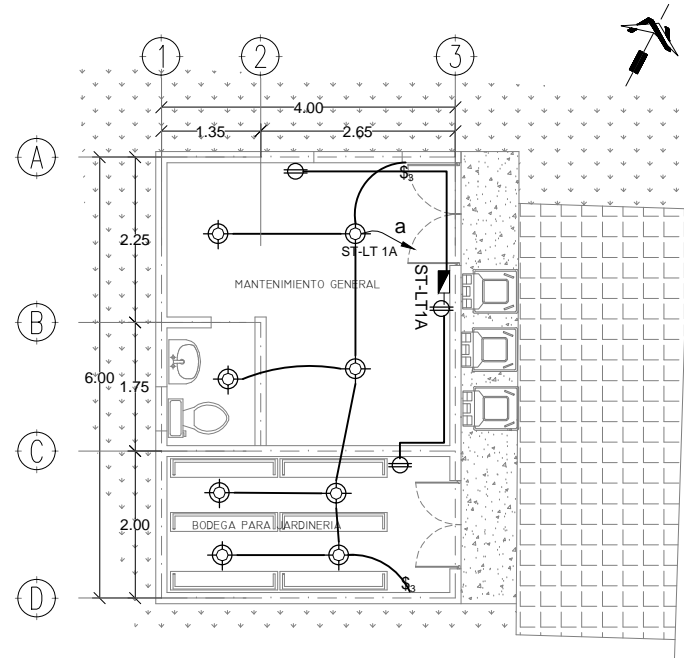 1
2
3
4.00
1.35
2.65
A
$3
2.25
a
ST-LT 1A
MANTENIMIENTO GENERAL
ST-LT1A
B
6.00
1.75
C
2.00
BODEGA PARA JARDINERIA
D
$3